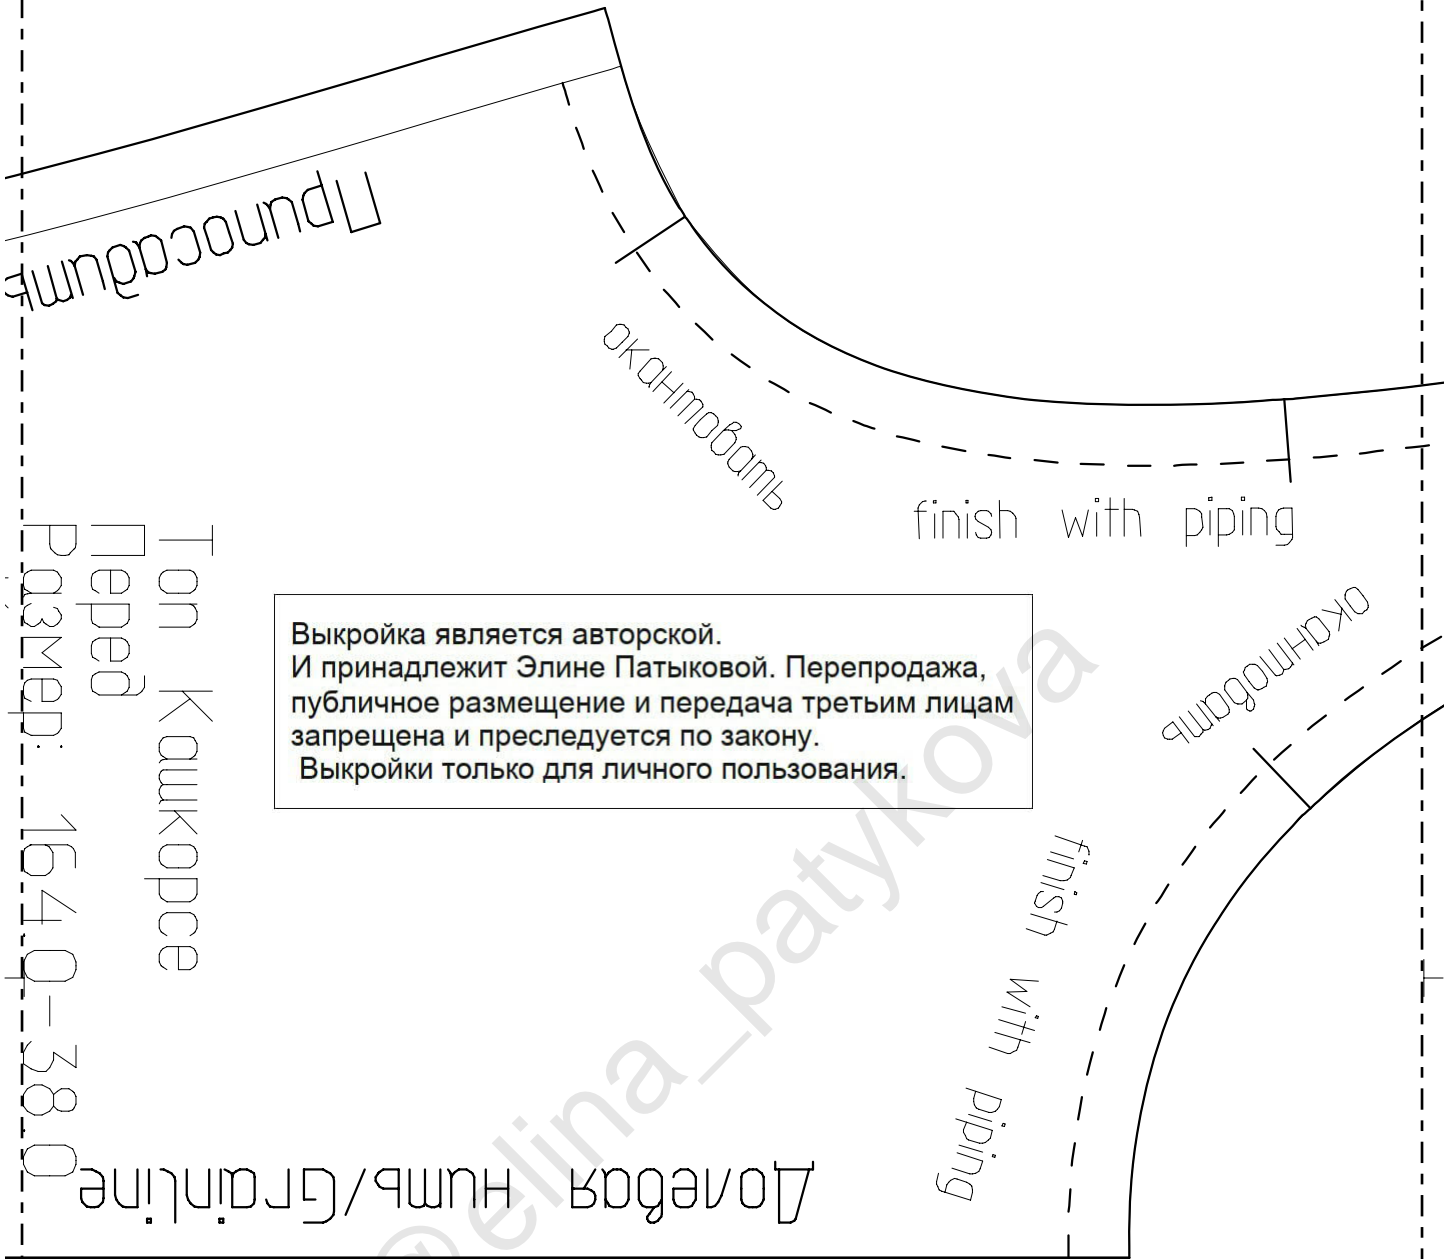 Припосадить
окантовать
finish with piping
Топ Кашкорсе
Перед
Размер: 164.0-38.0
Выкройка является авторской.
И принадлежит Элине Патыковой. Перепродажа,
публичное размещение и передача третьим лицам
запрещена и преследуется по закону.
Выкройки только для личного пользования.
окантовать
finish with piping
Долевая Нить/Grainline
@elina_patykova